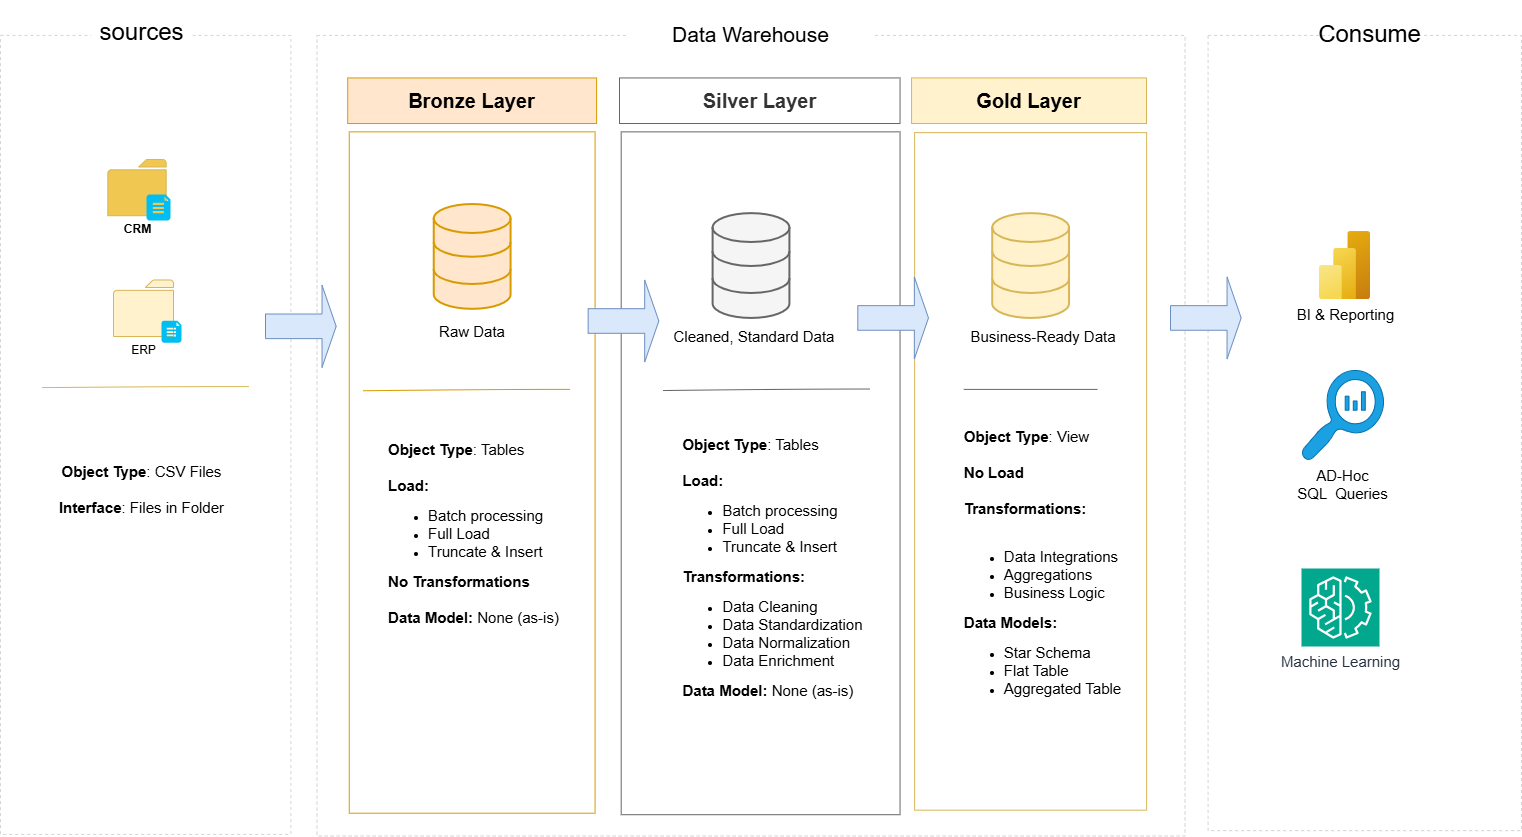 sources
Data Warehouse
Consume
CRM
ERP
Object Type: CSV Files
Interface: Files in Folder
Bronze Layer
Raw Data
Object Type: Tables
Load:
Batch processing
Full Load
Truncate & Insert
No Transformations
Data Model: None (as-is)
Silver Layer
Cleaned, Standard Data
Object Type: Tables
Load:
Batch processing
Full Load
Truncate & Insert
Transformations:
Data Cleaning
Data Standardization
Data Normalization
Data Enrichment
Data Model: None (as-is)
Gold Layer
Business-Ready Data
Object Type: View
No Load
Transformations:
Data Integrations
Aggregations
Business Logic
Data Models:
Star Schema
Flat Table
Aggregated Table
BI & Reporting
AD-Hoc
SQL  Queries
Machine Learning